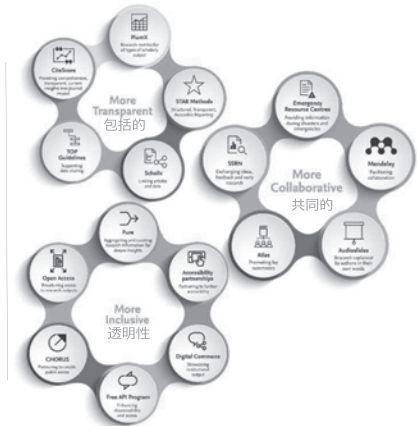 PlumX
Research metrics for
all types of scholarly
output
CiteScore
Providing comprehensive,
transparent, current
insights into journal
impact
STAR Methods
Structured, Transparent,
Accessible Reporting
More
Transparent
包括的
TOP
Guidelines
Supporting
data sharing
Scholix
Linking articles
and data
Emergency
Resource Centres
Providing information
during disasters and
emergencies
SSRN
Exchanging ideas,
feedback and early
research
Mendeley
Facilitating
collaboration
More
Collaborative
共同的
Atlas
Promoting key
summaries
Audioslides
Research explained
by authors in their
own words
Pure
Aggregating and curating
research information for
deeper insights
Open Access
Broadening access
to research outputs
Accessibility
partnerships
Partnering to further
accessibility
More
Inclusive
透明性
CHORUS
Partnering to enable
public access
Digital Commons
Showcasing
institutional output
Free API Program
Enhancing
discoverability
and access